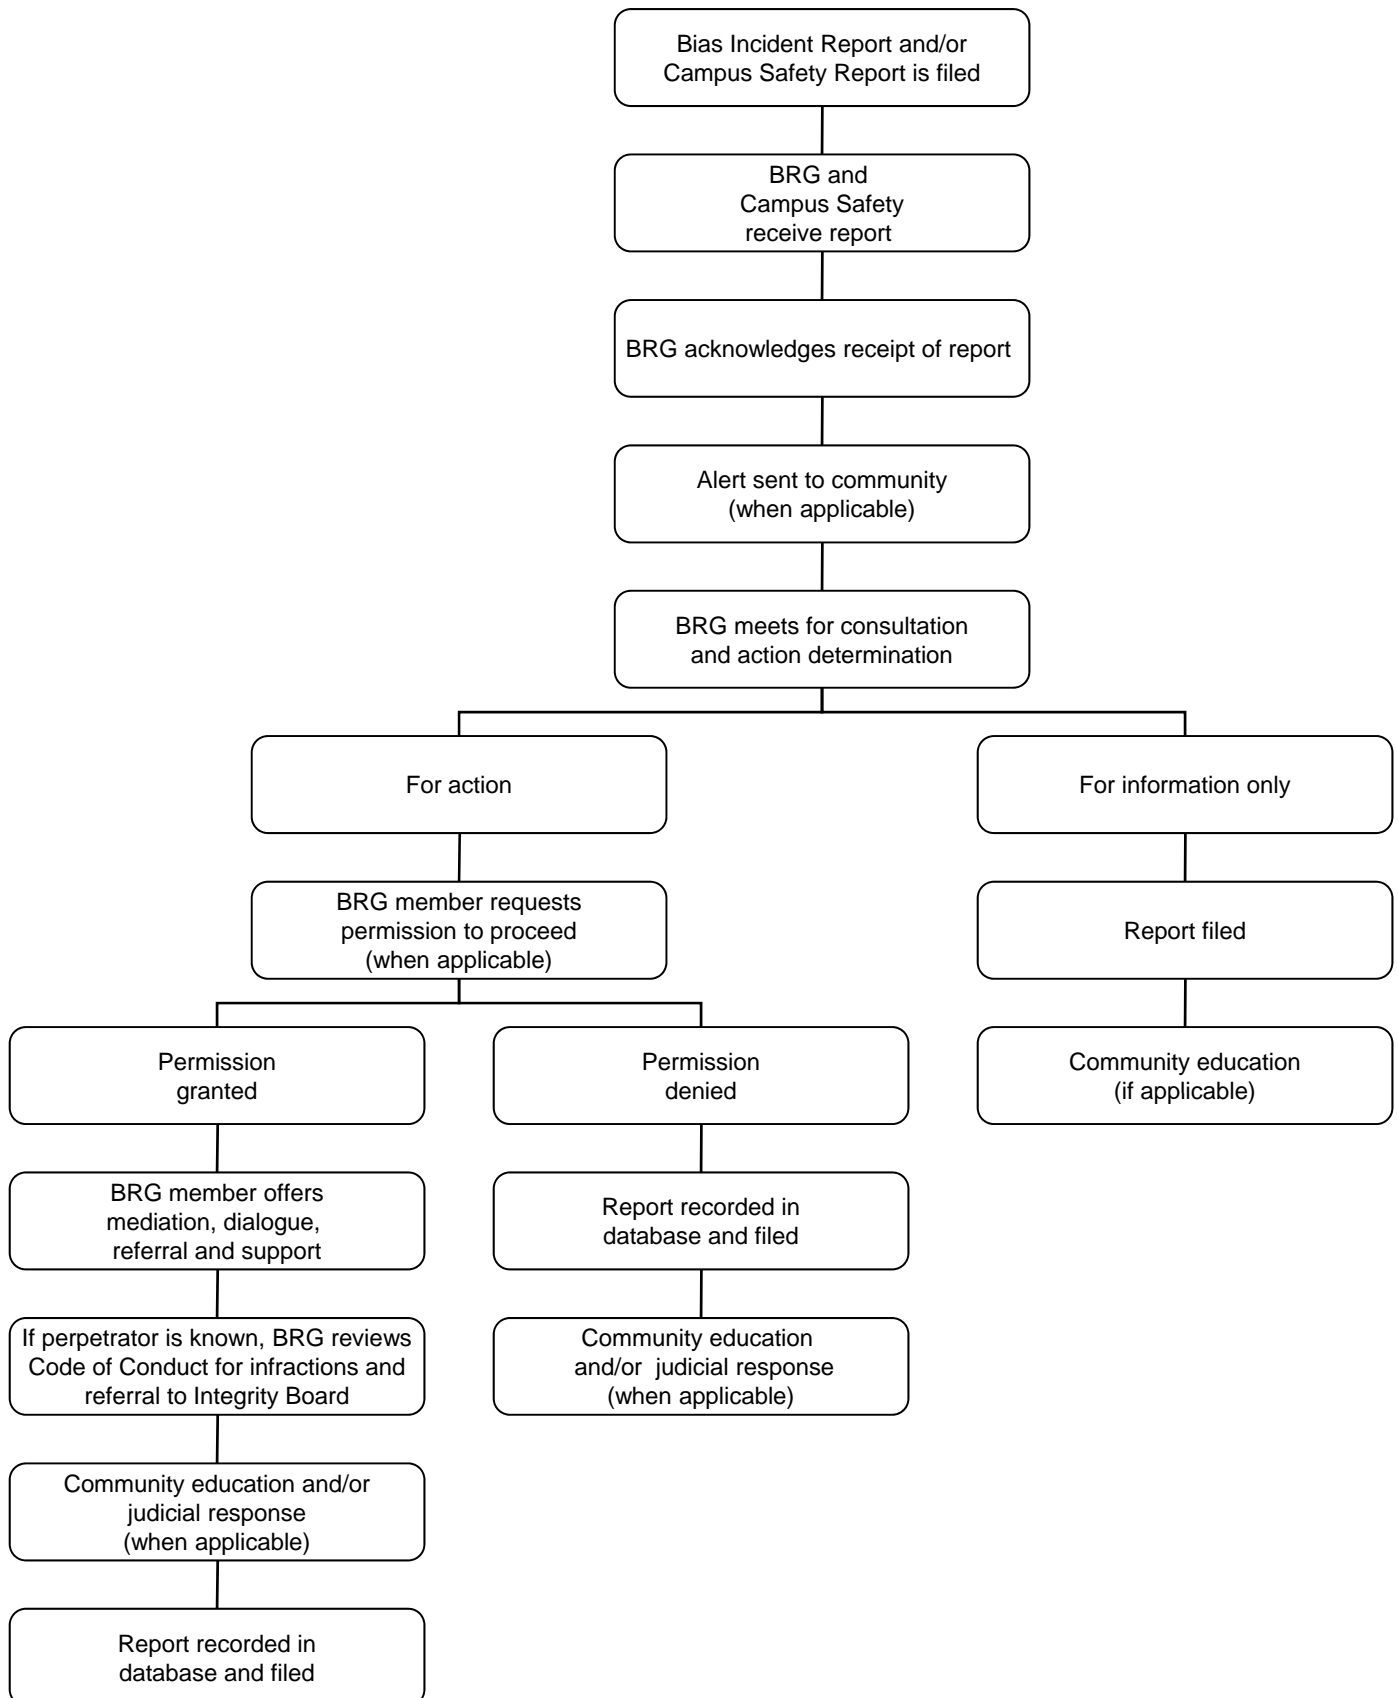 Bias Incident Report and/or
Campus Safety Report is filed
BRG and
Campus Safety
receive report
BRG acknowledges receipt of report
Alert sent to community
(when applicable)
BRG meets for consultation
and action determination
For action
For information only
BRG member requests
permission to proceed
(when applicable)
Report filed
Permission
granted
Permission
denied
Community education
(if applicable)
BRG member offers
mediation, dialogue,
referral and support
Report recorded in
database and filed
If perpetrator is known, BRG reviews
Code of Conduct for infractions and
referral to Integrity Board
Community education
and/or judicial response
(when applicable)
Community education and/or
judicial response
(when applicable)
Report recorded in
database and filed